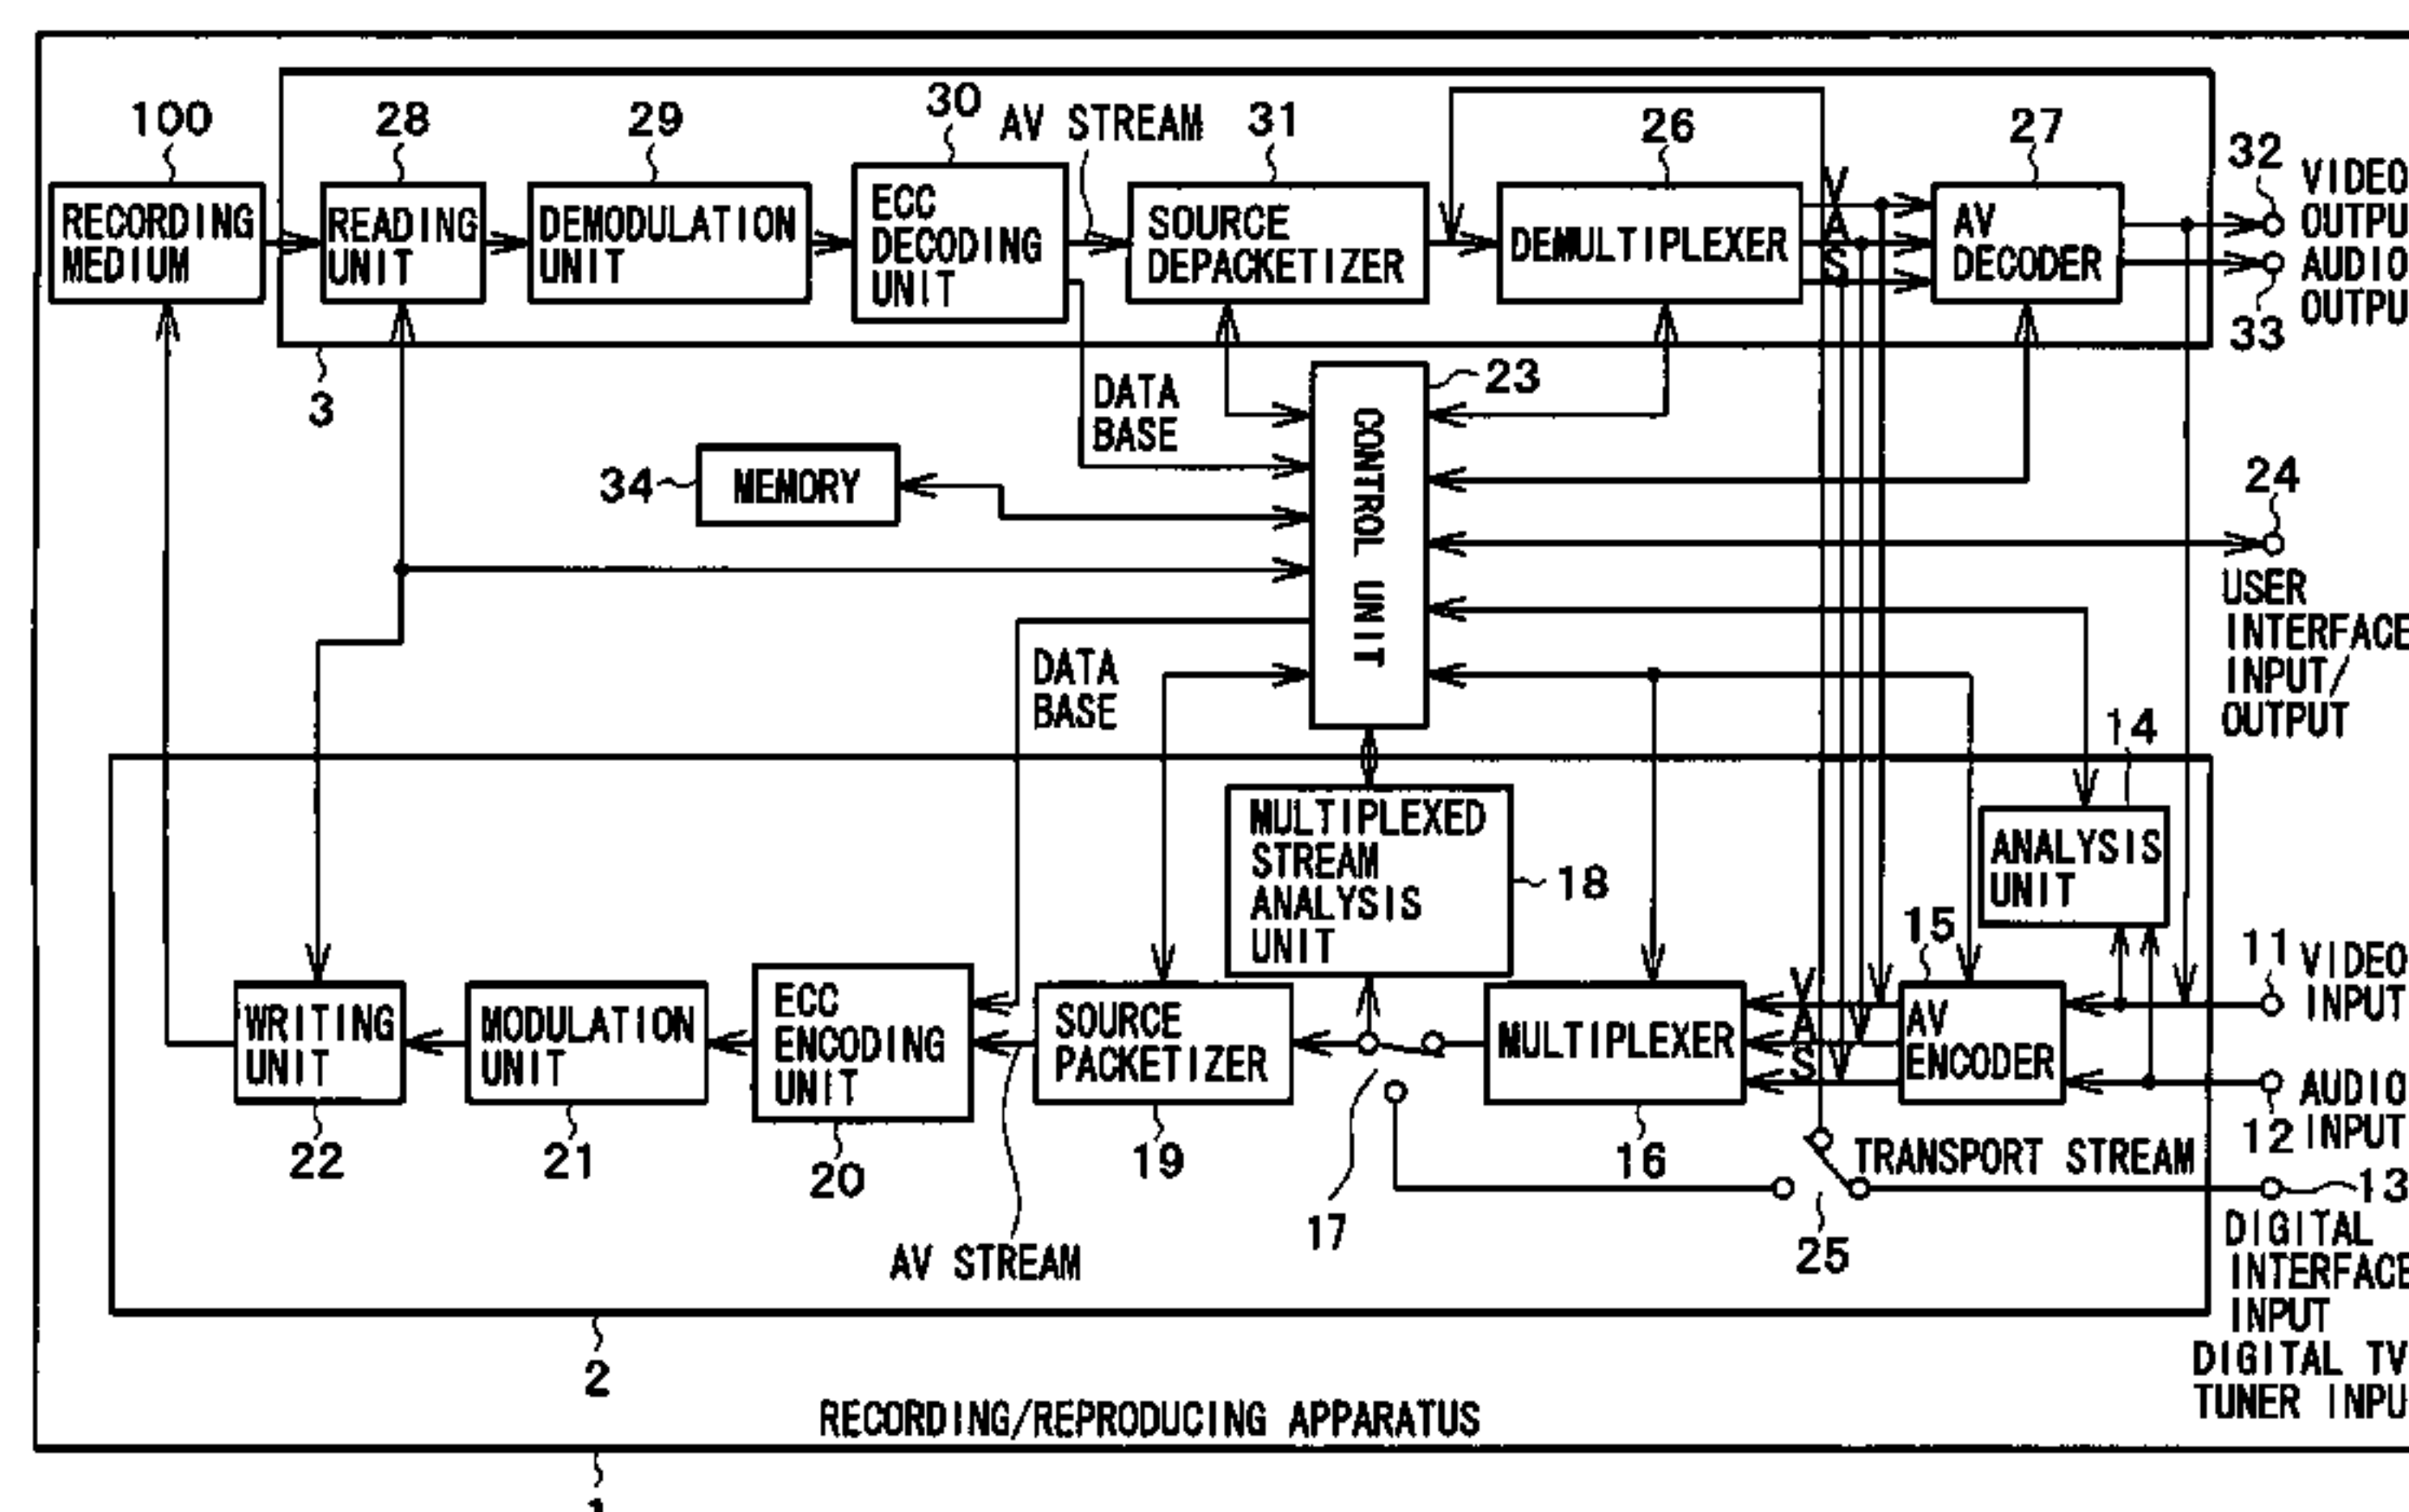 100
28
29
30
AV STREAM
31
26
27
32
VIDEO
OUTPU
RECORDING
MEDIUM
READING
UNIT
DEMODULATION
UNIT
ECC
DECODING
UNIT
SOURCE
DEPACKETIZER
DEMULTIPLEXER
V
A
S
AV
DECODER
AUDIO
OUTPU
33
3
DATA
BASE
23
CONTROL UNIT
34
MEMORY
24
USER
INTERFACE
INPUT/
OUTPUT
DATA
BASE
14
MULTIPLEXED
STREAM
ANALYSIS
UNIT
18
ANALYSIS
UNIT
15
11
VIDEO
INPUT
WRITING
UNIT
MODULATION
UNIT
ECC
ENCODING
UNIT
SOURCE
PACKETIZER
MULTIPLEXER
V
A
S
AV
ENCODER
AUDIO
INPUT
12
22
21
20
19
17
16
TRANSPORT STREAM
25
13
AV STREAM
DIGITAL
INTERFACE
INPUT
DIGITAL TV
TUNER INPU
2
RECORDING/REPRODUCING APPARATUS
1